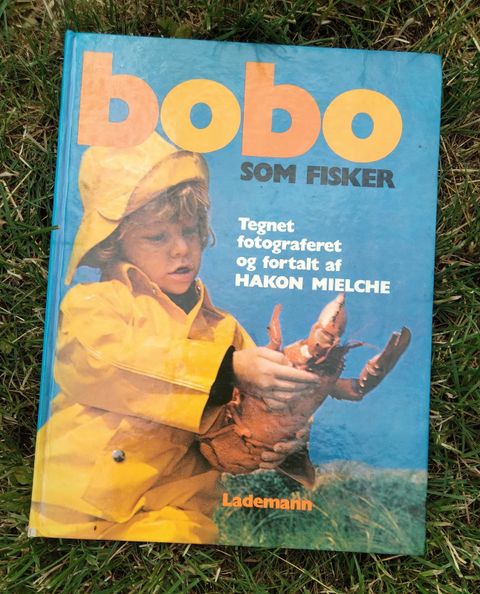 bobo
SOM FISKER
Tegnet
fotograferet
og fortalt af
HAKON MIELCHE
Lademann